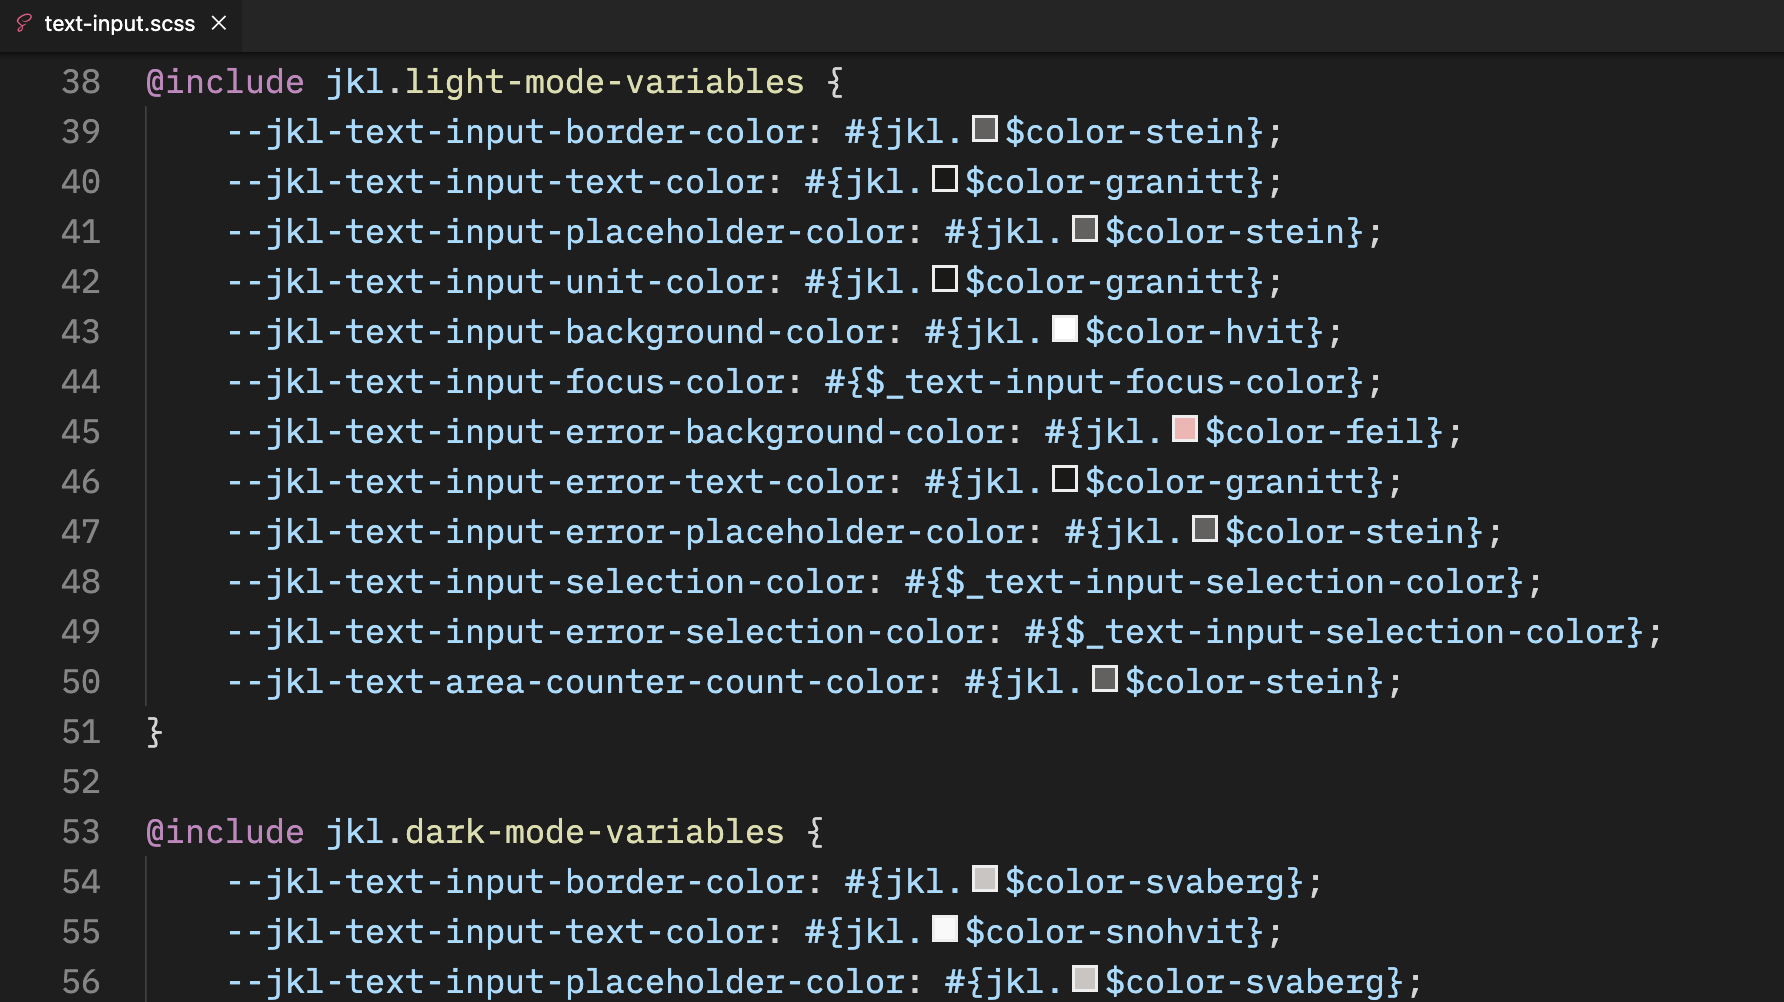 text-input.scss
38 @include jkl.light-mode-variables {
39 --jkl-text-input-border-color: #{jkl.$color-stein};
40 --jkl-text-input-text-color: #{jkl.$color-granitt};
41 --jkl-text-input-placeholder-color: #{jkl.$color-stein};
42 --jkl-text-input-unit-color: #{jkl.$color-granitt};
43 --jkl-text-input-background-color: #{jkl.$color-hvit};
44 --jkl-text-input-focus-color: #{$_text-input-focus-color};
45 --jkl-text-input-error-background-color: #{jkl.$color-feil};
46 --jkl-text-input-error-text-color: #{jkl.$color-granitt};
47 --jkl-text-input-error-placeholder-color: #{jkl.$color-stein};
48 --jkl-text-input-selection-color: #{$_text-input-selection-color};
49 --jkl-text-input-error-selection-color: #{$_text-input-selection-color};
50 --jkl-text-area-counter-count-color: #{jkl.$color-stein};
51 }
52
53 @include jkl.dark-mode-variables {
54 --jkl-text-input-border-color: #{jkl.$color-svaberg};
55 --jkl-text-input-text-color: #{jkl.$color-snohvit};
56 --jkl-text-input-placeholder-color: #{jkl.$color-svaberg};